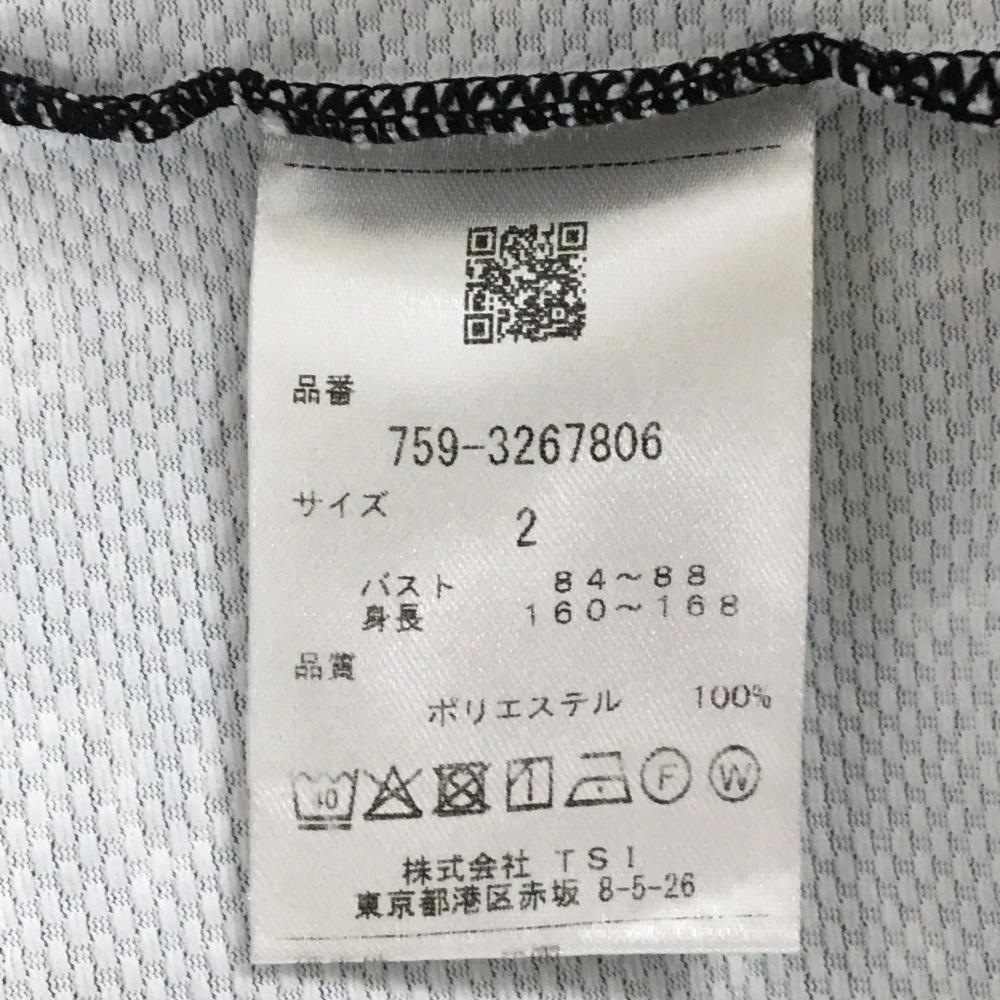 品番
759-3267806
サイズ
2
バスト 84～88
身長 160～168
品質
ポリエステル 100%
40 F W
株式会社 TSI
東京都港区赤坂 8-5-26